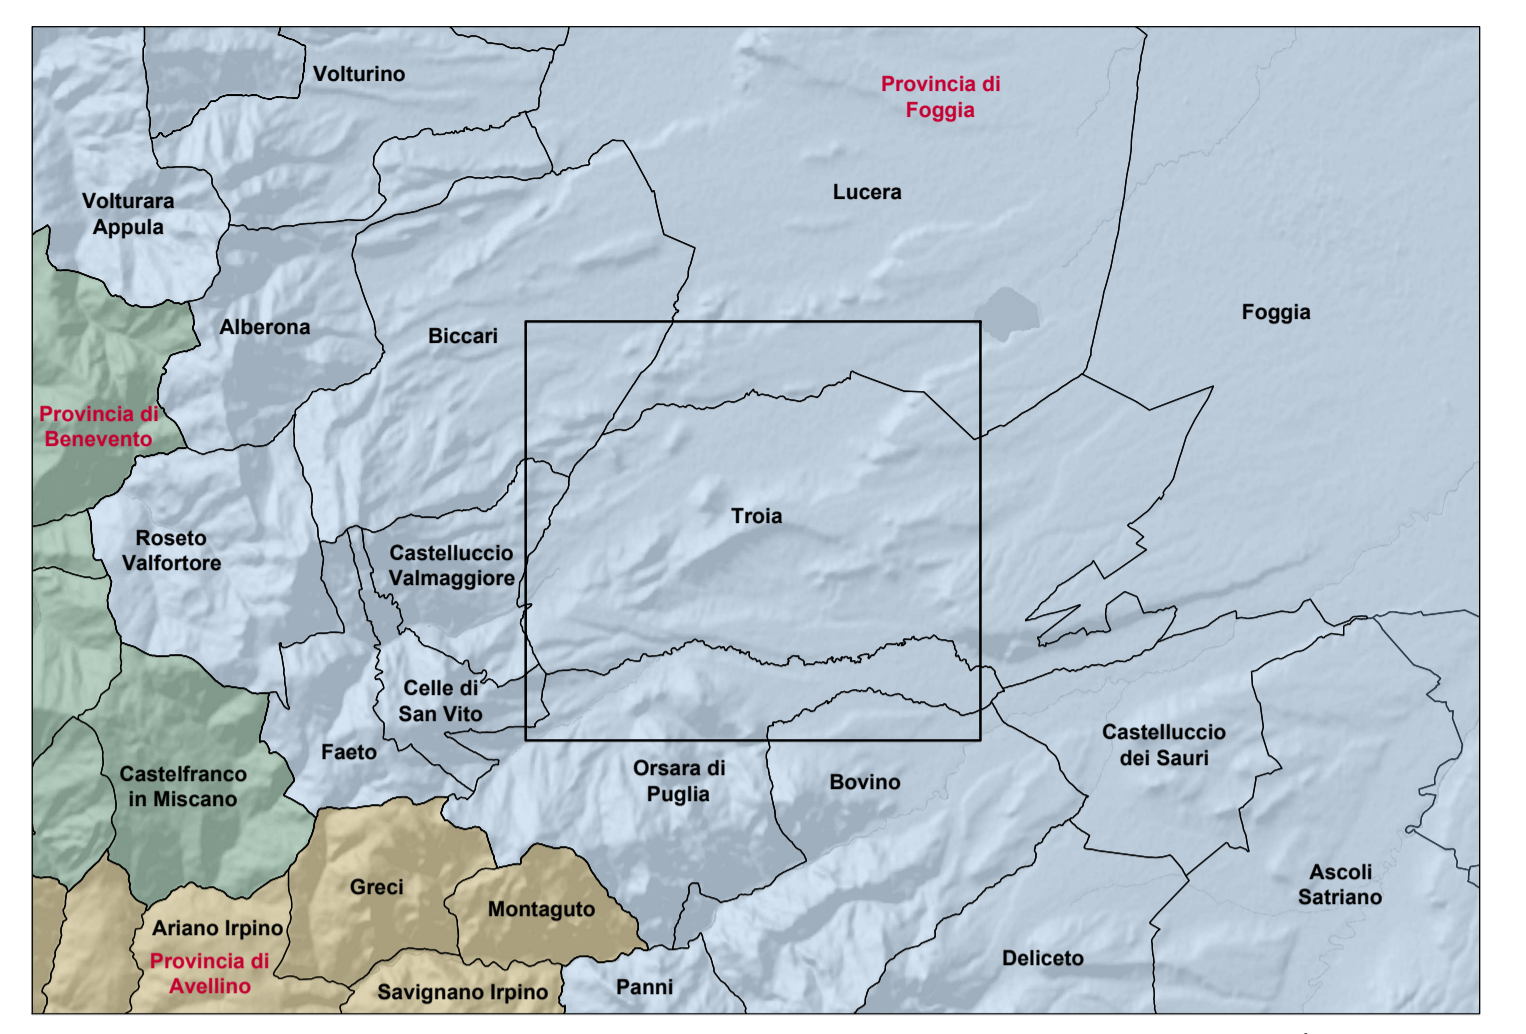 Volturino
Provincia di
Foggia
Volturara
Appula
Lucera
Alberona
Biccari
Foggia
Provincia di
Benevento
Troia
Roseto
Valfortore
Castelluccio
Valmaggiore
Celle di
San Vito
Faeto
Castelluccio
dei Sauri
Castelfranco
in Miscano
Orsara di
Puglia
Bovino
Greci
Montaguto
Ascoli
Satriano
Ariano Irpino
Provincia di
Avellino
Savignano Irpino
Panni
Deliceto